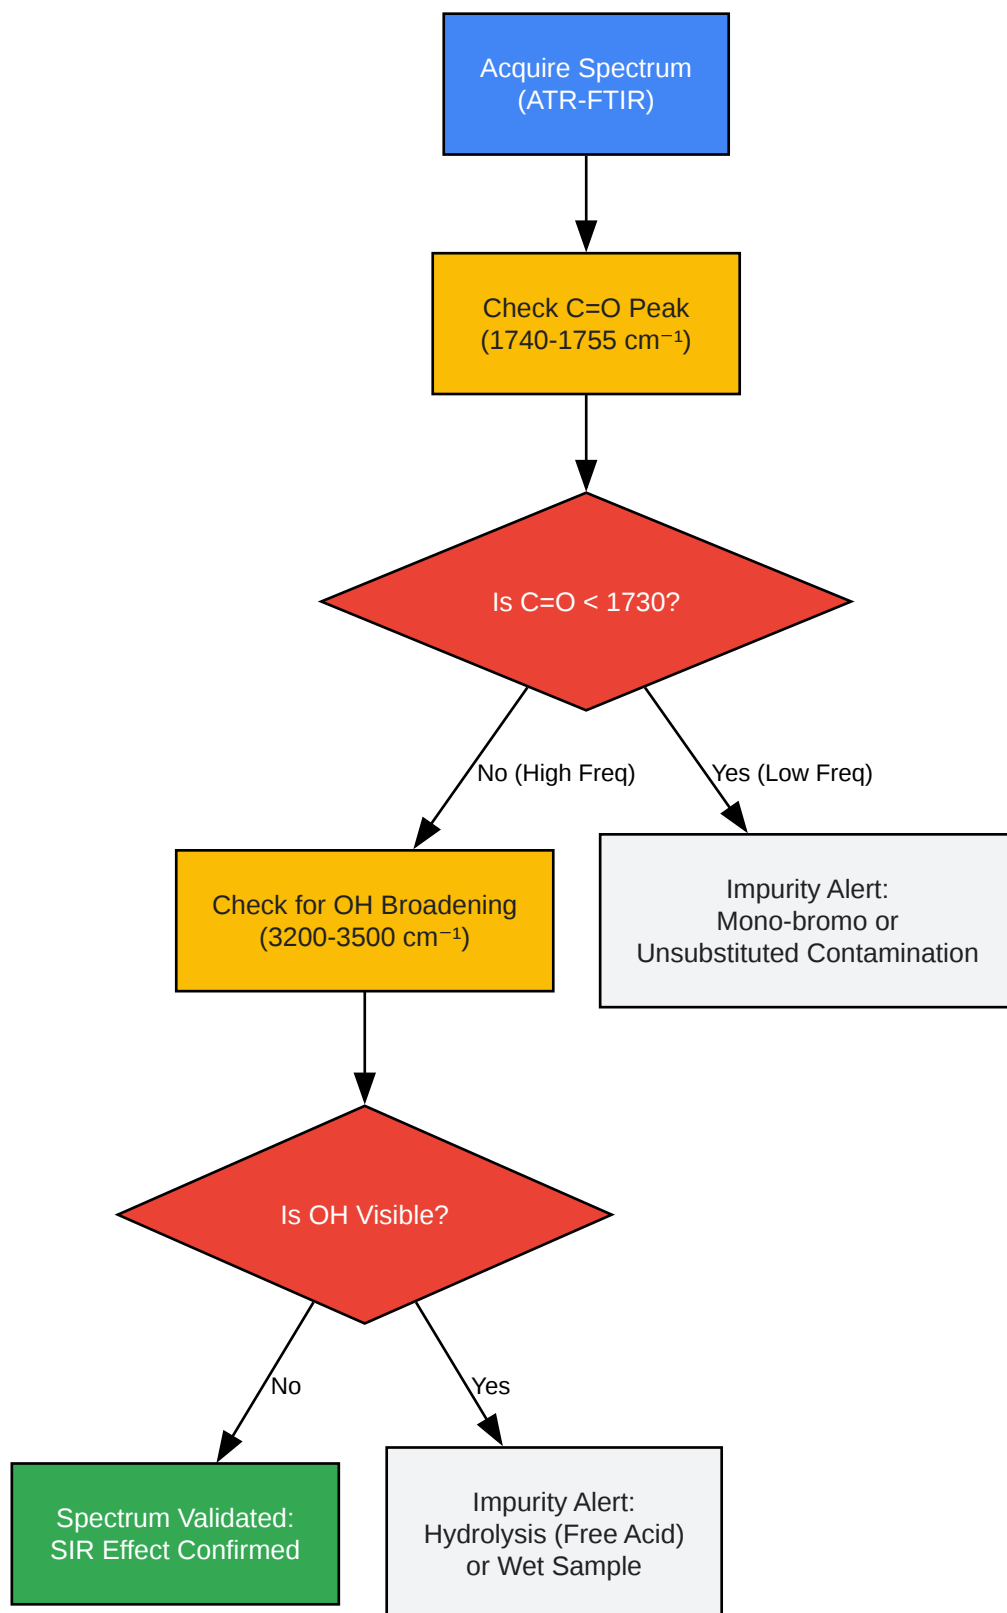 Acquire Spectrum
(ATR-FTIR)
Check C=O Peak
(1740-1755 cm⁻¹)
Is C=O < 1730?
No (High Freq)
Yes (Low Freq)
Check for OH Broadening
(3200-3500 cm⁻¹)
Impurity Alert:
Mono-bromo or
Unsubstituted Contamination
Is OH Visible?
No
Yes
Spectrum Validated:
SIR Effect Confirmed
Impurity Alert:
Hydrolysis (Free Acid)
or Wet Sample